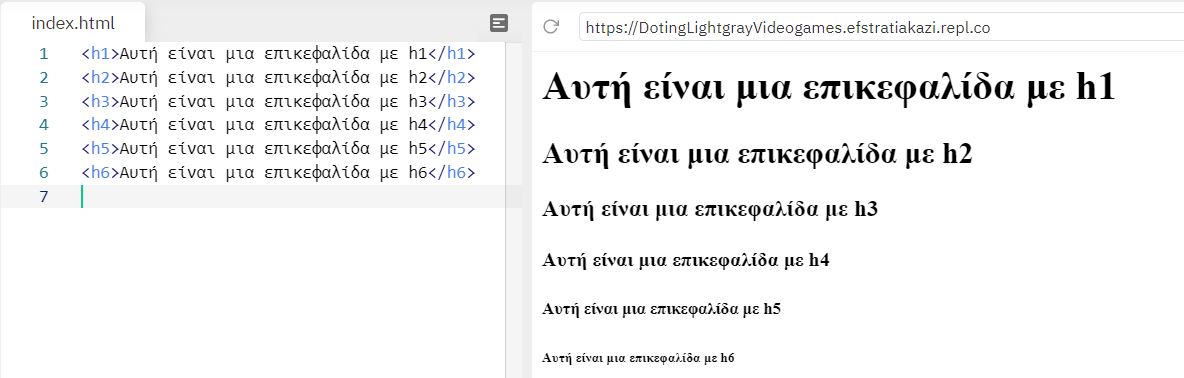 index.html
1 <h1>Αυτή είναι μια επικεφαλίδα με h1</h1>
2 <h2>Αυτή είναι μια επικεφαλίδα με h2</h2>
3 <h3>Αυτή είναι μια επικεφαλίδα με h3</h3>
4 <h4>Αυτή είναι μια επικεφαλίδα με h4</h4>
5 <h5>Αυτή είναι μια επικεφαλίδα με h5</h5>
6 <h6>Αυτή είναι μια επικεφαλίδα με h6</h6>
7
https://DotingLightgrayVideogames.efstratiakazi.repl.co
Αυτή είναι μια επικεφαλίδα με h1
Αυτή είναι μια επικεφαλίδα με h2
Αυτή είναι μια επικεφαλίδα με h3
Αυτή είναι μια επικεφαλίδα με h4
Αυτή είναι μια επικεφαλίδα με h5
Αυτή είναι μια επικεφαλίδα με h6